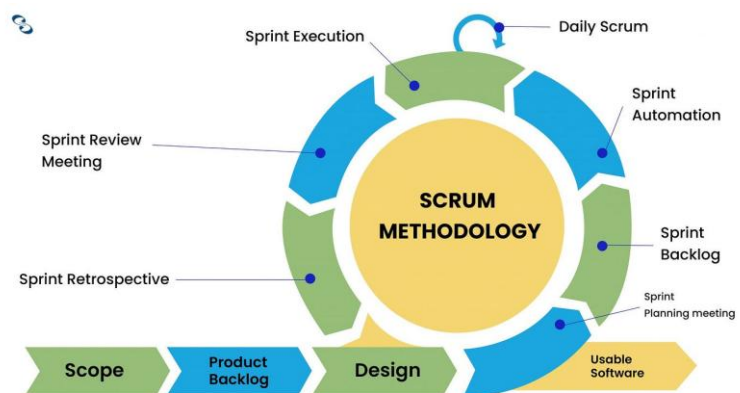 Daily Scrum
Sprint Execution
Sprint
Automation
Sprint Review
Meeting
SCRUM
METHODOLOGY
Sprint
Backlog
Sprint Retrospective
Sprint
Planning meeting
Scope
Product
Backlog
Design
Usable
Software